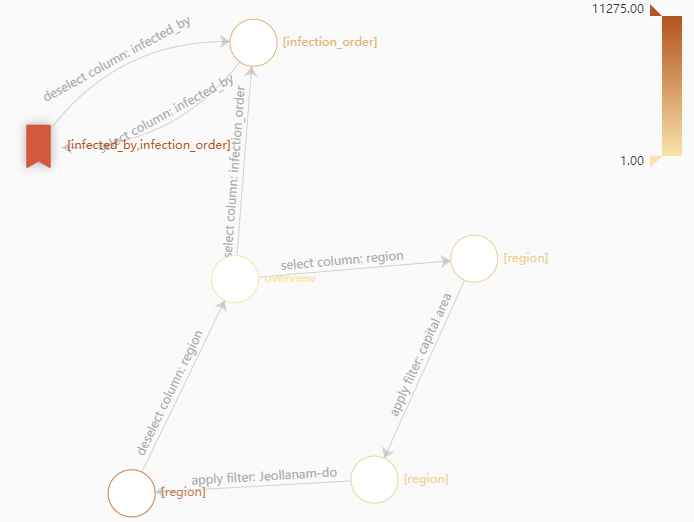 11275.00
deselect column: infected_by
[infection_order]
select column: infected_by
[infected_by,infection_order]
select column: infection_order
1.00
select column: region
[region]
overview
apply filter: capital area
deselect column: region
apply filter: Jeollanam-do
[region]
[region]